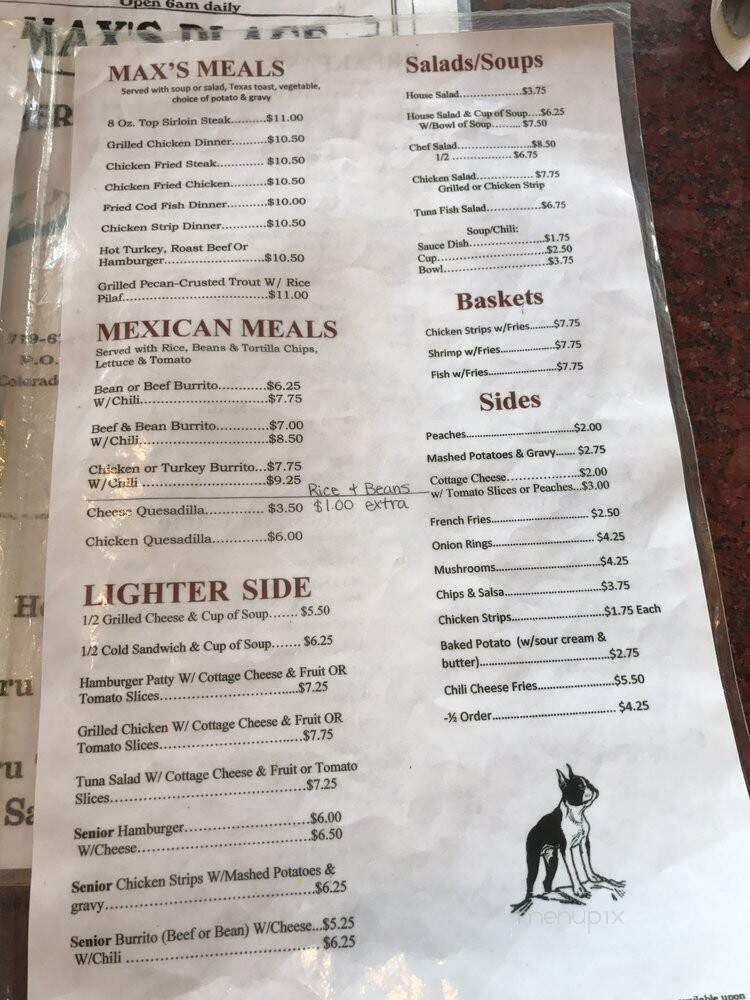 Open 6am daily
MAX'S PLACE
MAX'S MEALS
Served with soup or salad, Texas toast, vegetable,
choice of potato & gravy
8 Oz. Top Sirloin Steak.........$11.00
Grilled Chicken Dinner..........$10.50
Chicken Fried Steak............ $10.50
Chicken Fried Chicken..........$10.50
Fried Cod Fish Dinner..........$10.00
Chicken Strip Dinner...........$10.50
Hot Turkey, Roast Beef Or
Hamburger.........................$10.50
Grilled Pecan-Crusted Trout W/ Rice
Pilaf...................................$11.00
MEXICAN MEALS
Served with Rice, Beans & Tortilla Chips,
Lettuce & Tomato
Bean or Beef Burrito............$6.25
W/Chili...............................$7.75
Beef & Bean Burrito.............$7.00
W/Chili...............................$8.50
Chicken or Turkey Burrito...$7.75
W/Chili ..............................$9.25
Rice + Beans
Cheese Quesadilla............... $3.50 $1.00 extra
Chicken Quesadilla..............$6.00
LIGHTER SIDE
1/2 Grilled Cheese & Cup of Soup....... $5.50
1/2 Cold Sandwich & Cup of Soup....... $6.25
Hamburger Patty W/ Cottage Cheese & Fruit OR
Tomato Slices..............................$7.25
Grilled Chicken W/ Cottage Cheese & Fruit OR
Tomato Slices...............................$7.75
Tuna Salad W/ Cottage Cheese & Fruit or Tomato
Slices...........................................$7.25
Senior Hamburger...........................$6.00
W/Cheese.....................................$6.50
Senior Chicken Strips W/Mashed Potatoes &
gravy............................................$6.25
Senior Burrito (Beef or Bean) W/Cheese...$5.25
W/Chili ........................................ $6.25
Salads/Soups
House Salad..................$3.75
House Salad & Cup of Soup....$6.25
W/Bowl of Soup......... $7.50
Chef Salad.....................$8.50
1/2 .................. $6.75
Chicken Salad................. $7.75
Grilled or Chicken Strip
Tuna Fish Salad................$6.75
Soup/Chili:
Sauce Dish.......................$1.75
Cup..................................$2.50
Bowl................................$3.75
Baskets
Chicken Strips w/Fries.........$7.75
Shrimp w/Fries.....................$7.75
Fish w/Fries..........................$7.75
Sides
Peaches............................................$2.00
Mashed Potatoes & Gravy....... $2.75
Cottage Cheese..........................$2.00
w/ Tomato Slices or Peaches...$3.00
French Fries.................................. $2.50
Onion Rings................................... $4.25
Mushrooms....................................$4.25
Chips & Salsa.................................$3.75
Chicken Strips...............................$1.75 Each
Baked Potato (w/sour cream &
butter)............................................$2.75
Chili Cheese Fries..........................$5.50
-½ Order......................................... $4.25
menupix